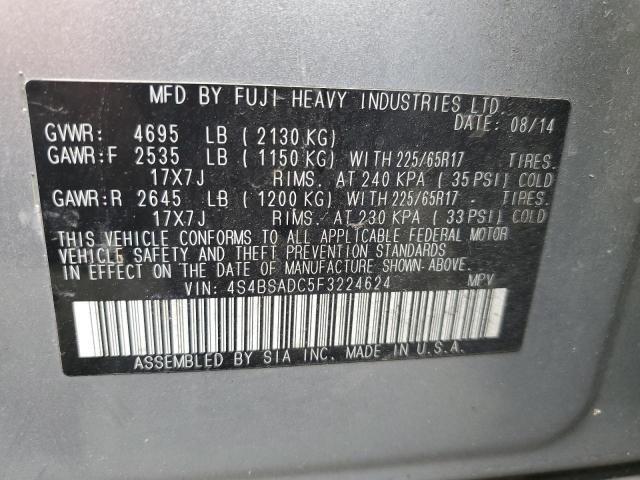 MFD BY FUJI HEAVY INDUSTRIES LTD.
DATE: 08/14
GVWR: 4695 LB ( 2130 KG)
GAWR:F 2535 LB ( 1150 KG) WITH 225/65R17 TIRES.
17X7J RIMS. AT 240 KPA ( 35 PSI) COLD
GAWR:R 2645 LB ( 1200 KG) WITH 225/65R17 TIRES.
17X7J RIMS. AT 230 KPA ( 33 PSI) COLD
THIS VEHICLE CONFORMS TO ALL APPLICABLE FEDERAL MOTOR
VEHICLE SAFETY AND THEFT PREVENTION STANDARDS
IN EFFECT ON THE DATE OF MANUFACTURE SHOWN ABOVE.
VIN: 4S4BSADC5F3224624 MPV
ASSEMBLED BY SIA INC. MADE IN U.S.A.